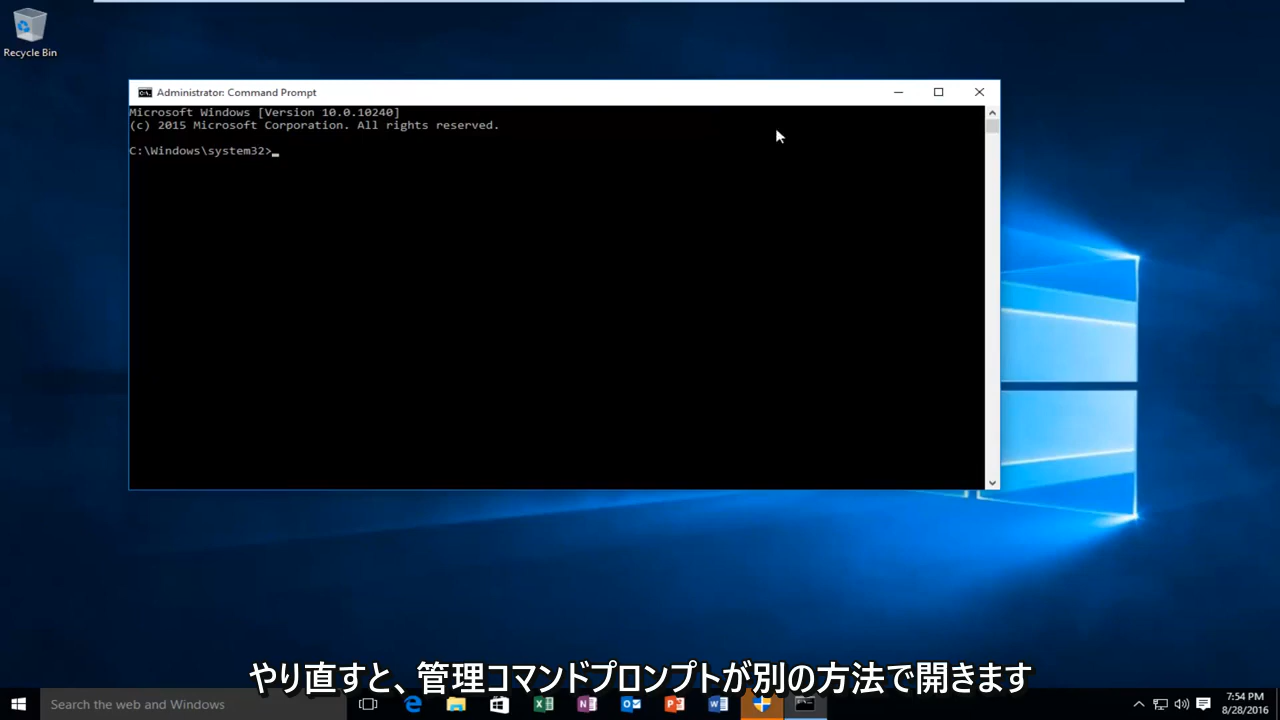 Recycle Bin
Administrator: Command Prompt
Microsoft Windows [Version 10.0.10240]
(c) 2015 Microsoft Corporation. All rights reserved.
C:\Windows\system32>_
やり直すと、管理コマンドプロンプトが別の方法で開きます
Search the web and Windows
7:54 PM
8/28/2016